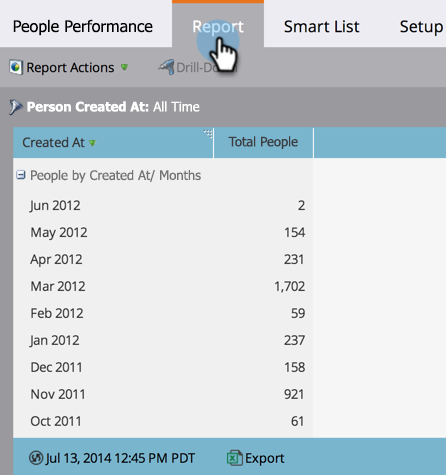 People Performance Report Smart List Setup
Report Actions Drill-Do
Person Created At: All Time
Created At Total People
People by Created At/ Months
Jun 2012 2
May 2012 154
Apr 2012 231
Mar 2012 1,702
Feb 2012 59
Jan 2012 237
Dec 2011 158
Nov 2011 921
Oct 2011 61
Jul 13, 2014 12:45 PM PDT Export